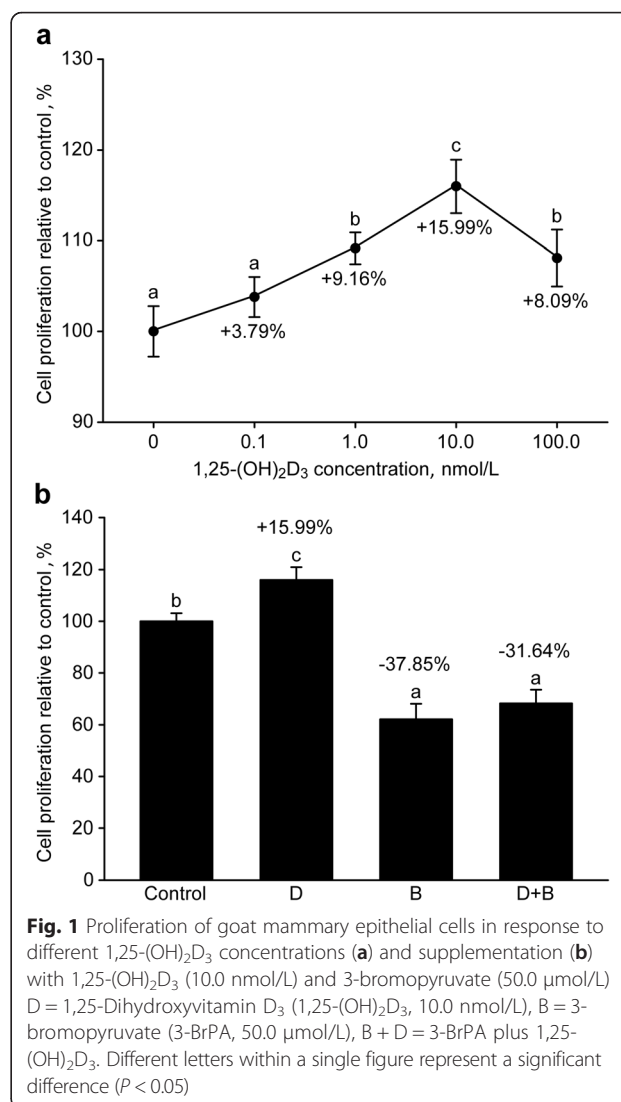 a
130
120
110
100
90
Cell proliferation relative to control , %
a
a
+3.79%
b
+9.16%
c
+15.99%
b
+8.09%
0 0.1 1.0 10.0 100.0
1,25-(OH)₂D₃ concentration, nmol/L
b
140
120
100
80
60
40
20
0
Cell proliferation relative to control , %
b
+15.99%
c
-37.85%
a
-31.64%
a
Control D B D+B
Fig. 1 Proliferation of goat mammary epithelial cells in response to
different 1,25-(OH)₂D₃ concentrations (a) and supplementation (b)
with 1,25-(OH)₂D₃ (10.0 nmol/L) and 3-bromopyruvate (50.0 μmol/L)
D = 1,25-Dihydroxyvitamin D₃ (1,25-(OH)₂D₃, 10.0 nmol/L), B = 3-
bromopyruvate (3-BrPA, 50.0 μmol/L), B + D = 3-BrPA plus 1,25-
(OH)₂D₃. Different letters within a single figure represent a significant
difference (P < 0.05)